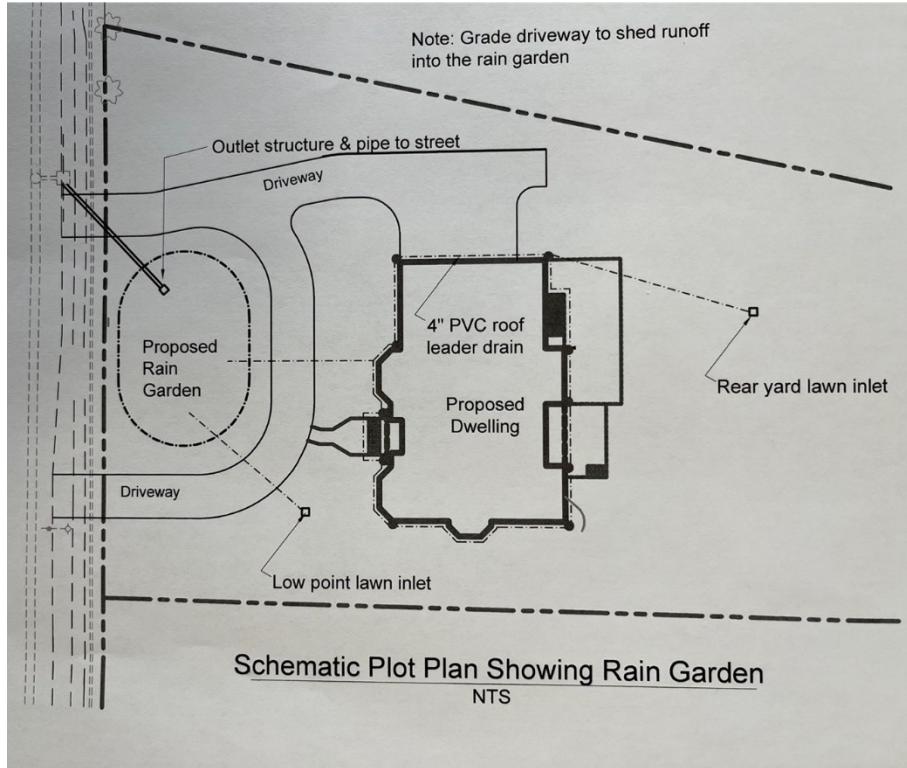 Note: Grade driveway to shed runoff
into the rain garden
Outlet structure & pipe to street
Driveway
4" PVC roof
leader drain
Proposed
Rain
Garden
Rear yard lawn inlet
Proposed
Dwelling
Driveway
Low point lawn inlet
Schematic Plot Plan Showing Rain Garden
NTS